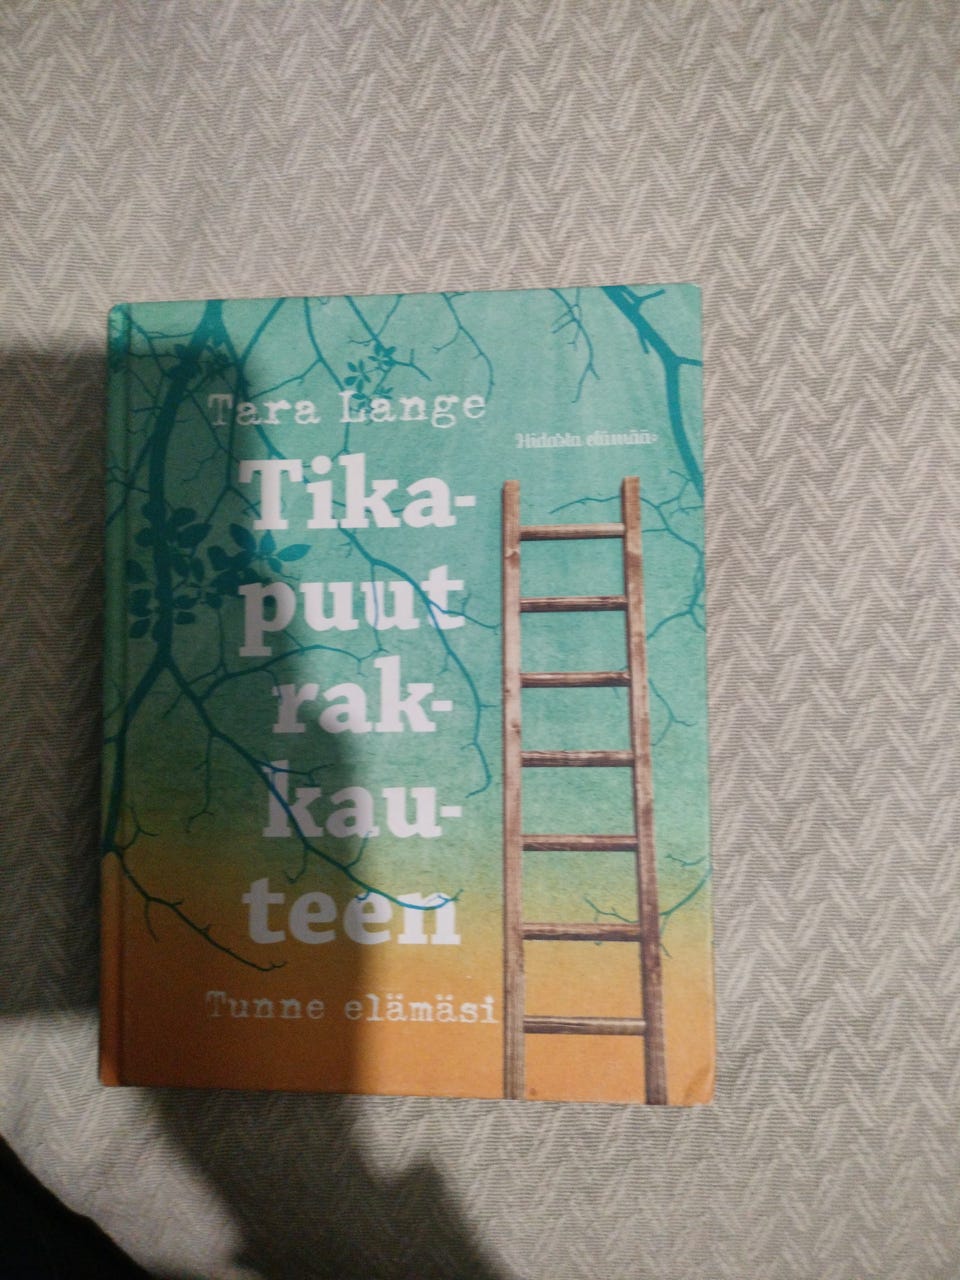 Tara Lange
Hidasta elämää
Tika-
puut
rak-
kau-
teen
Tunne elämäsi